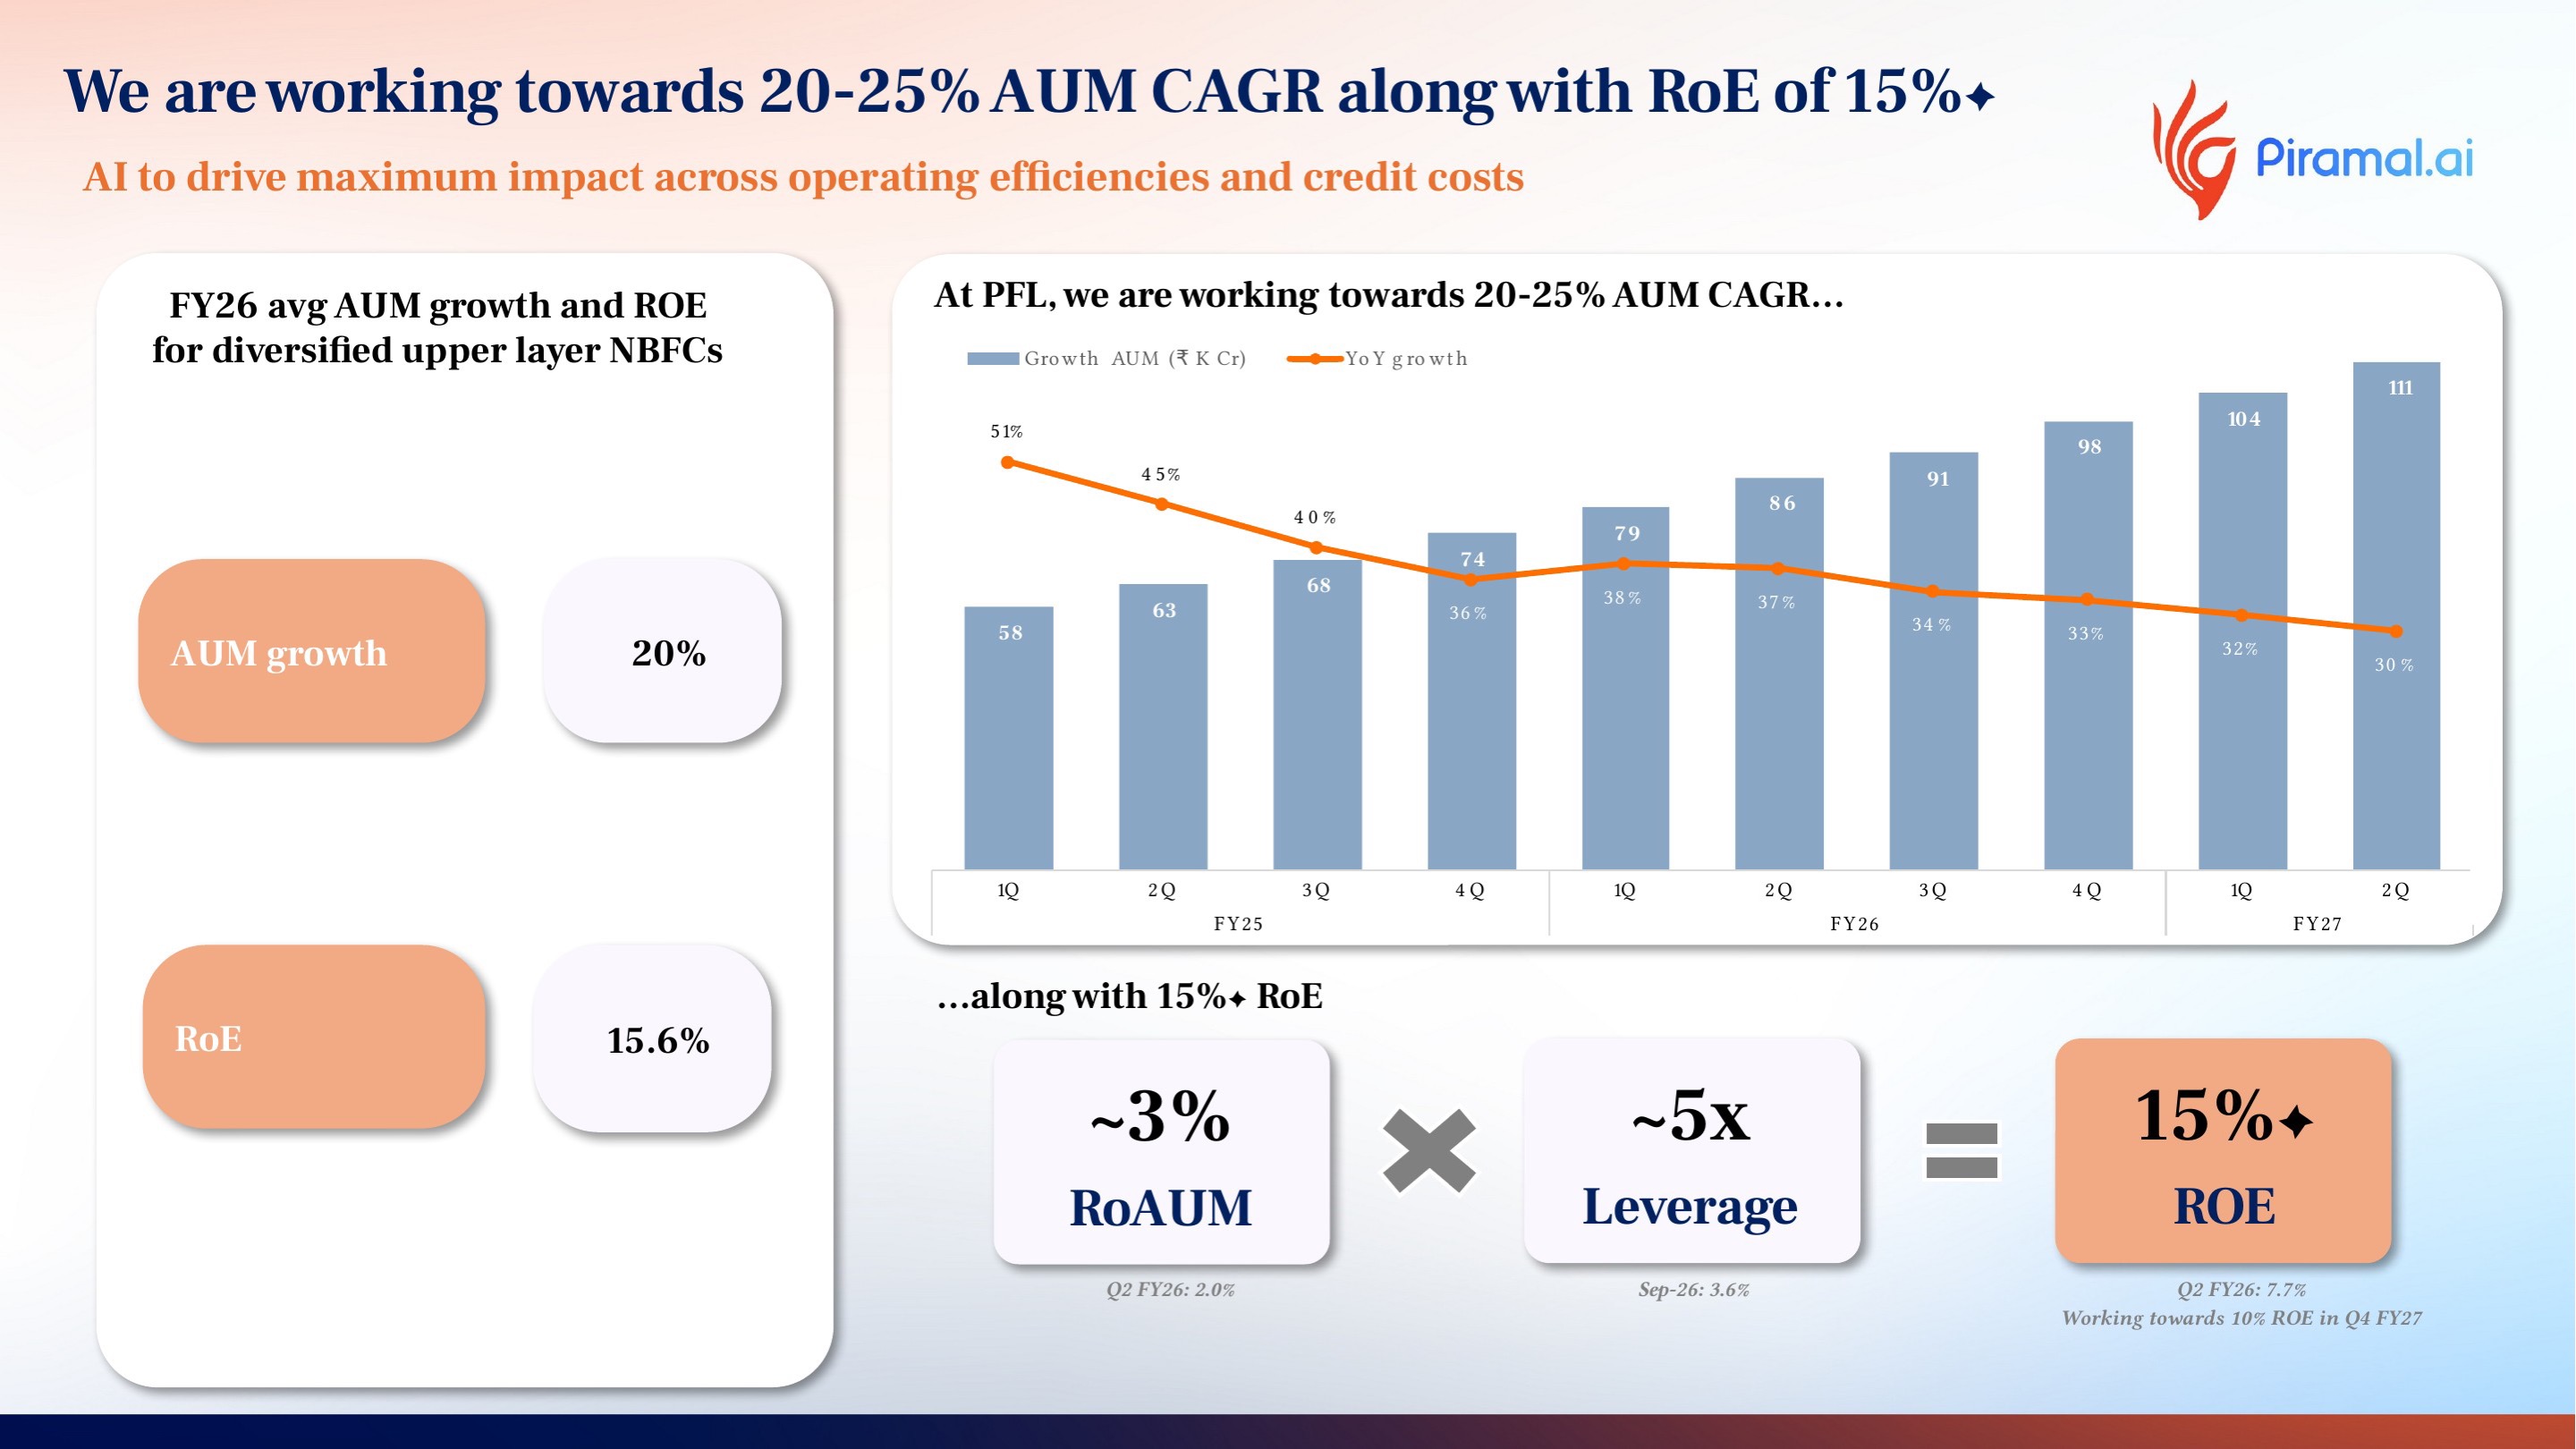 We are working towards 20-25% AUM CAGR along with RoE of 15%✦
AI to drive maximum impact across operating efficiencies and credit costs
Piramal.ai
FY26 avg AUM growth and ROE
for diversified upper layer NBFCs
AUM growth
20%
RoE
15.6%
At PFL, we are working towards 20-25% AUM CAGR...
Growth AUM (₹ K Cr)
YoY growth
51%
45%
40%
36%
38%
37%
34%
33%
32%
30%
58
63
68
74
79
86
91
98
104
111
1Q
2Q
3Q
4Q
1Q
2Q
3Q
4Q
1Q
2Q
FY25
FY26
FY27
...along with 15%✦ RoE
~3%
RoAUM
Q2 FY26: 2.0%
~5x
Leverage
Sep-26: 3.6%
15%✦
ROE
Q2 FY26: 7.7%
Working towards 10% ROE in Q4 FY27